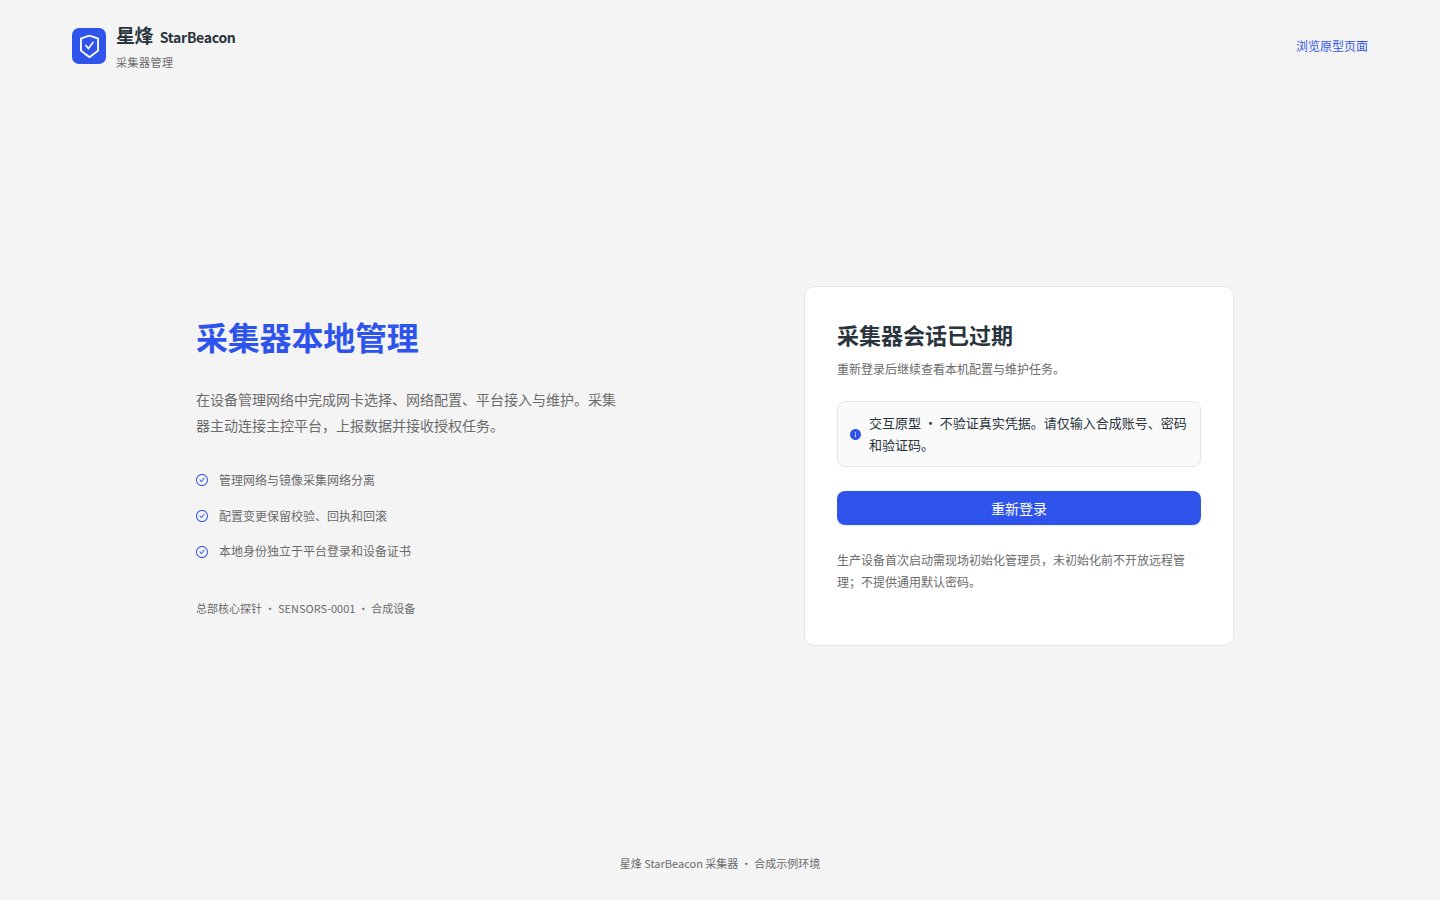 星烽 StarBeacon
采集器管理
浏览原型页面
采集器本地管理
在设备管理网络中完成网卡选择、网络配置、平台接入与维护。采集
器主动连接主控平台，上报数据并接收授权任务。
管理网络与镜像采集网络分离
配置变更保留校验、回执和回滚
本地身份独立于平台登录和设备证书
总部核心探针 · SENSORS-0001 · 合成设备
采集器会话已过期
重新登录后继续查看本机配置与维护任务。
交互原型 · 不验证真实凭据。请仅输入合成账号、密码
和验证码。
重新登录
生产设备首次启动需现场初始化管理员，未初始化前不开放远程管
理；不提供通用默认密码。
星烽 StarBeacon 采集器 · 合成示例环境